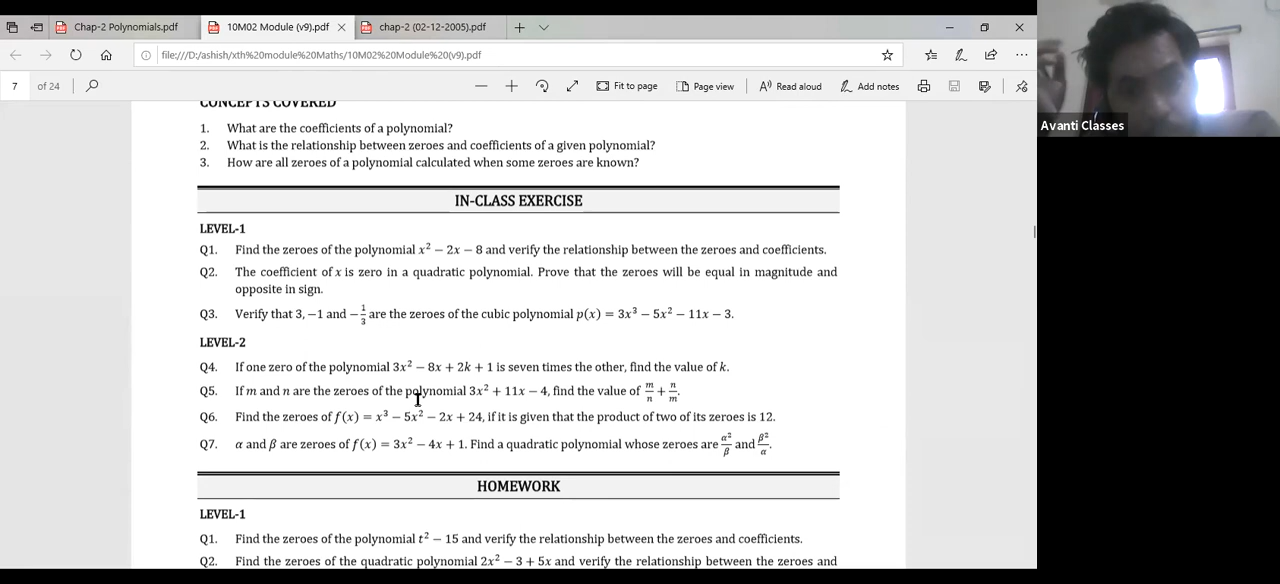 Chap-2 Polynomials.pdf
10M02 Module (v9).pdf
chap-2 (02-12-2005).pdf
file:///D:/ashish/xth%20module%20Maths/10M02%20Module%20(v9).pdf
7 of 24
Fit to page
Page view
Read aloud
Add notes
Avanti Classes
CONCEPTS COVERED
1. What are the coefficients of a polynomial?
2. What is the relationship between zeroes and coefficients of a given polynomial?
3. How are all zeroes of a polynomial calculated when some zeroes are known?
IN-CLASS EXERCISE
LEVEL-1
Q1. Find the zeroes of the polynomial x² − 2x − 8 and verify the relationship between the zeroes and coefficients.
Q2. The coefficient of x is zero in a quadratic polynomial. Prove that the zeroes will be equal in magnitude and
opposite in sign.
Q3. Verify that 3, −1 and −1/3 are the zeroes of the cubic polynomial p(x) = 3x³ − 5x² − 11x − 3.
LEVEL-2
Q4. If one zero of the polynomial 3x² − 8x + 2k + 1 is seven times the other, find the value of k.
Q5. If m and n are the zeroes of the polynomial 3x² + 11x − 4, find the value of m/n + n/m.
Q6. Find the zeroes of f(x) = x³ − 5x² − 2x + 24, if it is given that the product of two of its zeroes is 12.
Q7. α and β are zeroes of f(x) = 3x² − 4x + 1. Find a quadratic polynomial whose zeroes are α²/β and β²/α.
HOMEWORK
LEVEL-1
Q1. Find the zeroes of the polynomial t² − 15 and verify the relationship between the zeroes and coefficients.
Q2. Find the zeroes of the quadratic polynomial 2x² − 3 + 5x and verify the relationship between the zeroes and